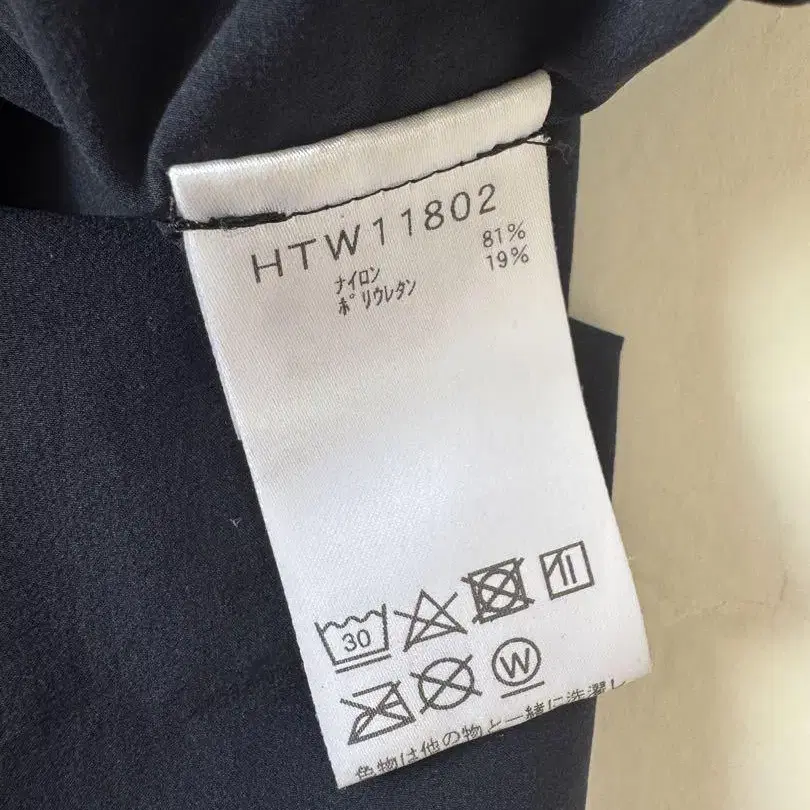 HTW11802
ナイロン 81%
ポリウレタン 19%
30
W
色物は他の物と一緒に洗濯し